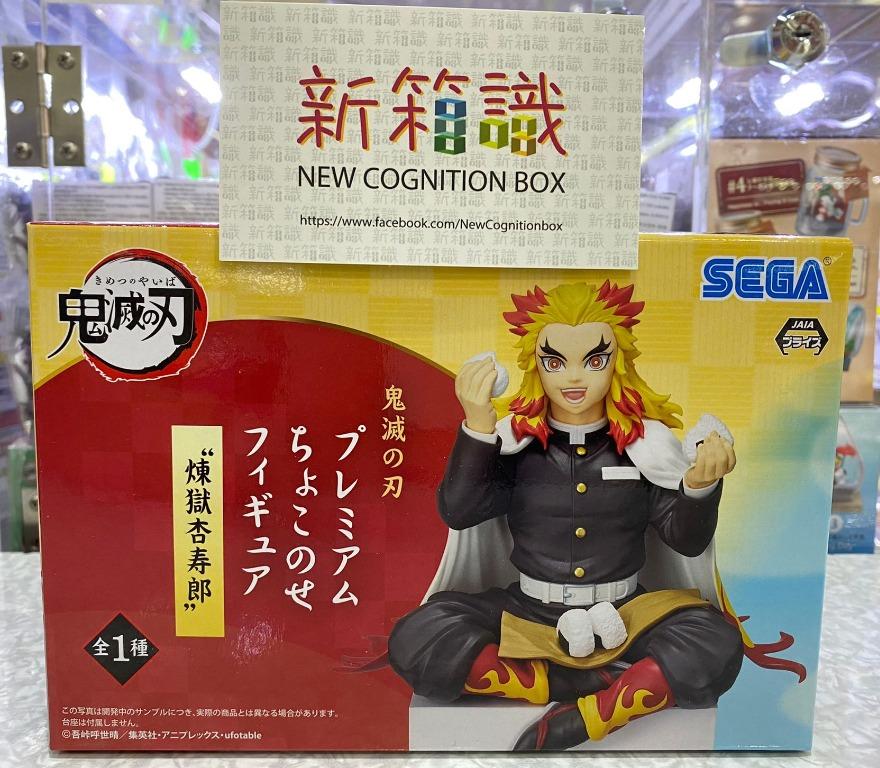 新箱識
NEW COGNITION BOX
https://www.facebook.com/NewCognitionbox
きめつのやいば
鬼滅の刃
SEGA®
JAIA
プライズ
鬼滅の刃
プレミアム
ちょこのせ
フィギュア
“煉獄杏寿郎”
全1種
この写真は開発中のサンプルにつき、実際の商品とは異なる場合があります。
台座は付属しません。
©吾峠呼世晴／集英社・アニプレックス・ufotable
#4